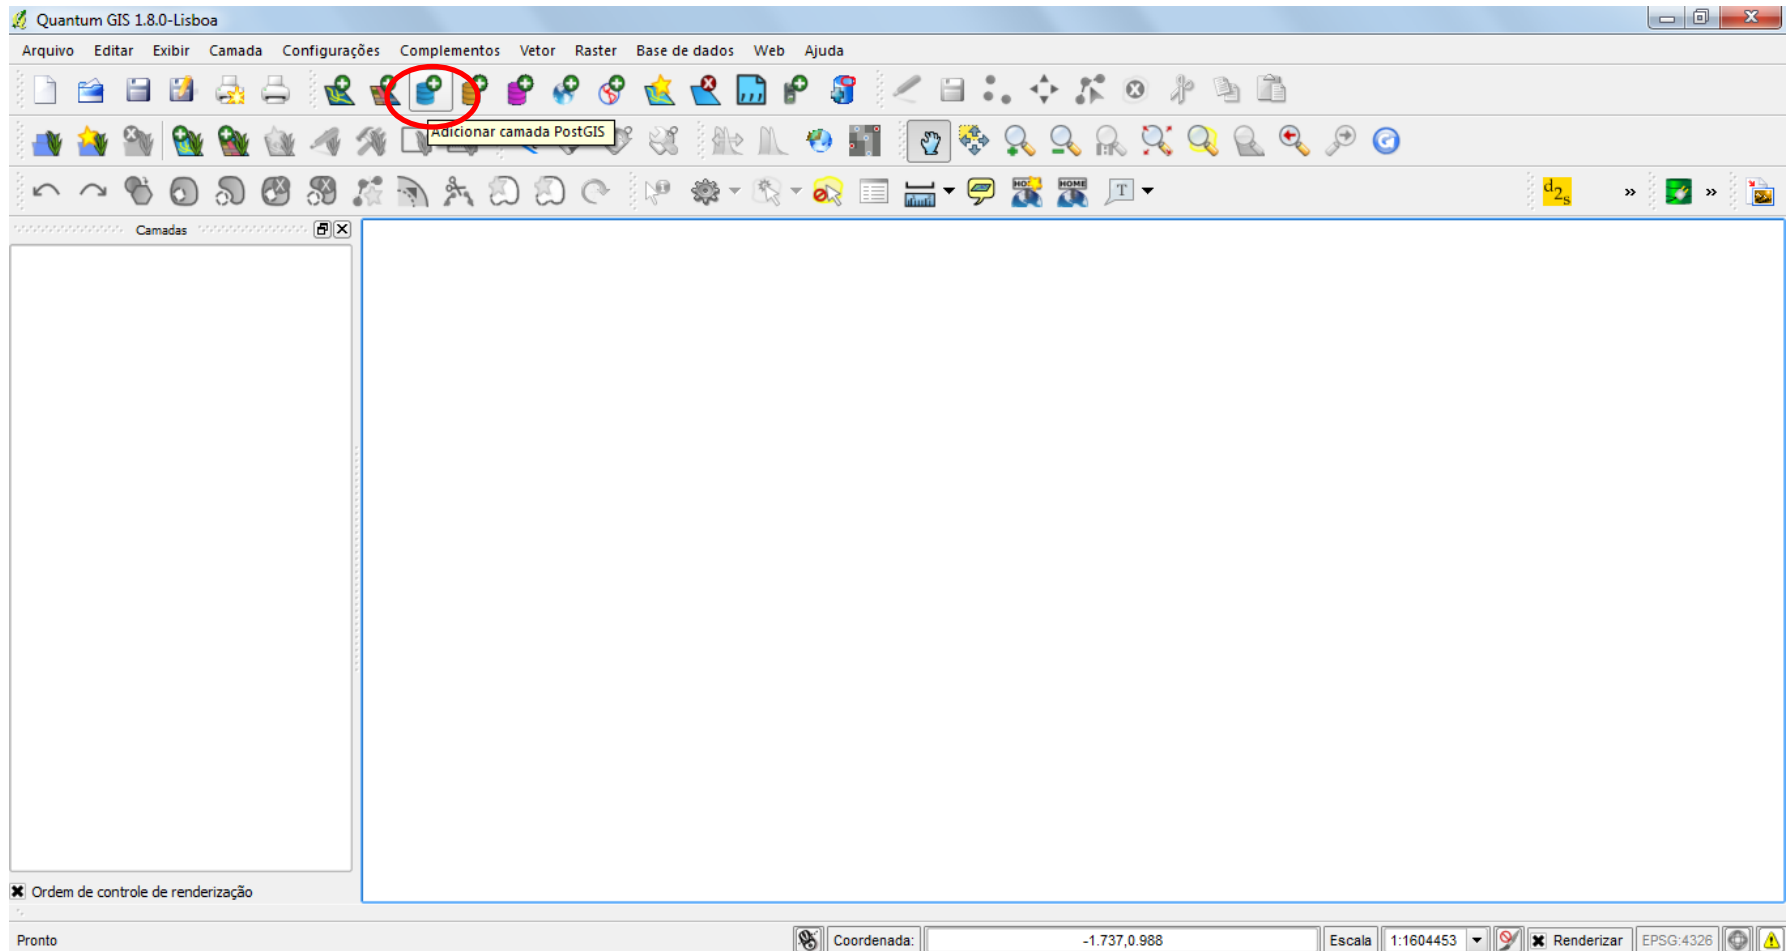 Quantum GIS 1.8.0-Lisboa
Arquivo Editar Exibir Camada Configurações Complementos Vetor Raster Base de dados Web Ajuda
Adicionar camada PostGIS
HOME
T
d2s
Camadas
Ordem de controle de renderização
Pronto
Coordenada: -1.737,0.988 Escala 1:1604453 Renderizar EPSG:4326